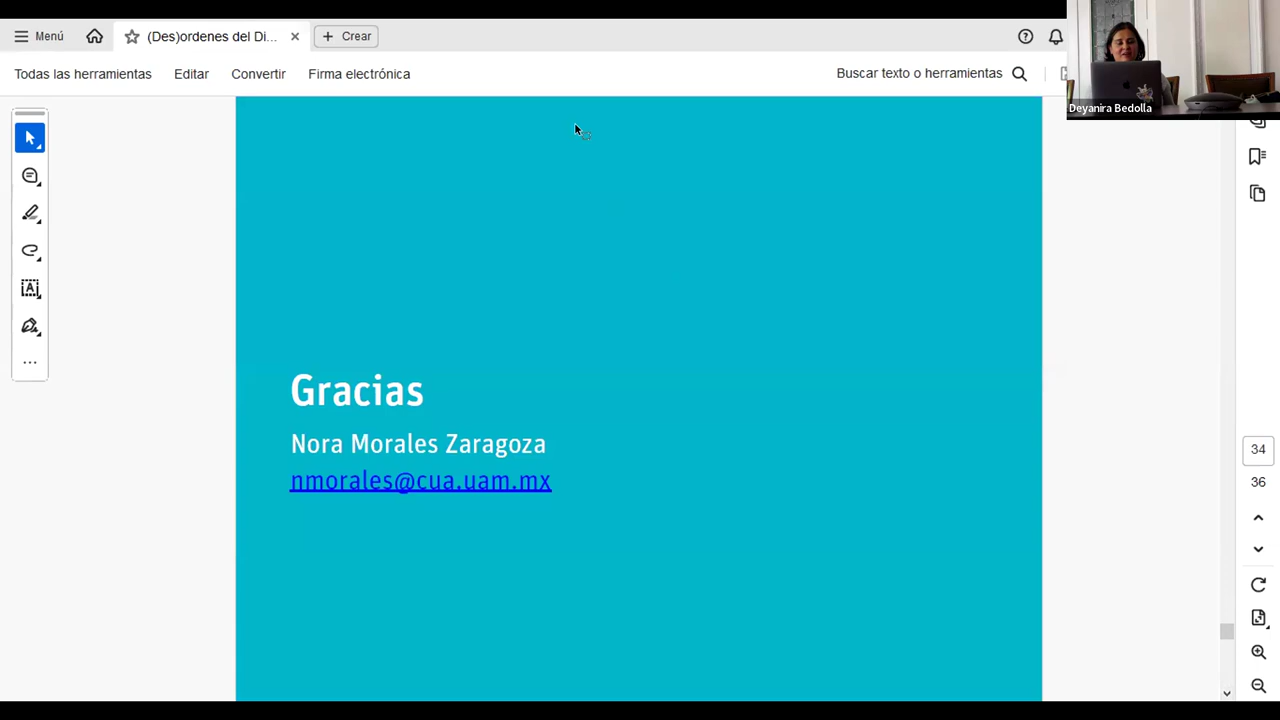 Menú
(Des)ordenes del Di...
Crear
Todas las herramientas
Editar
Convertir
Firma electrónica
Buscar texto o herramientas
Deyanira Bedolla
Gracias
Nora Morales Zaragoza
nmorales@cua.uam.mx
34
36